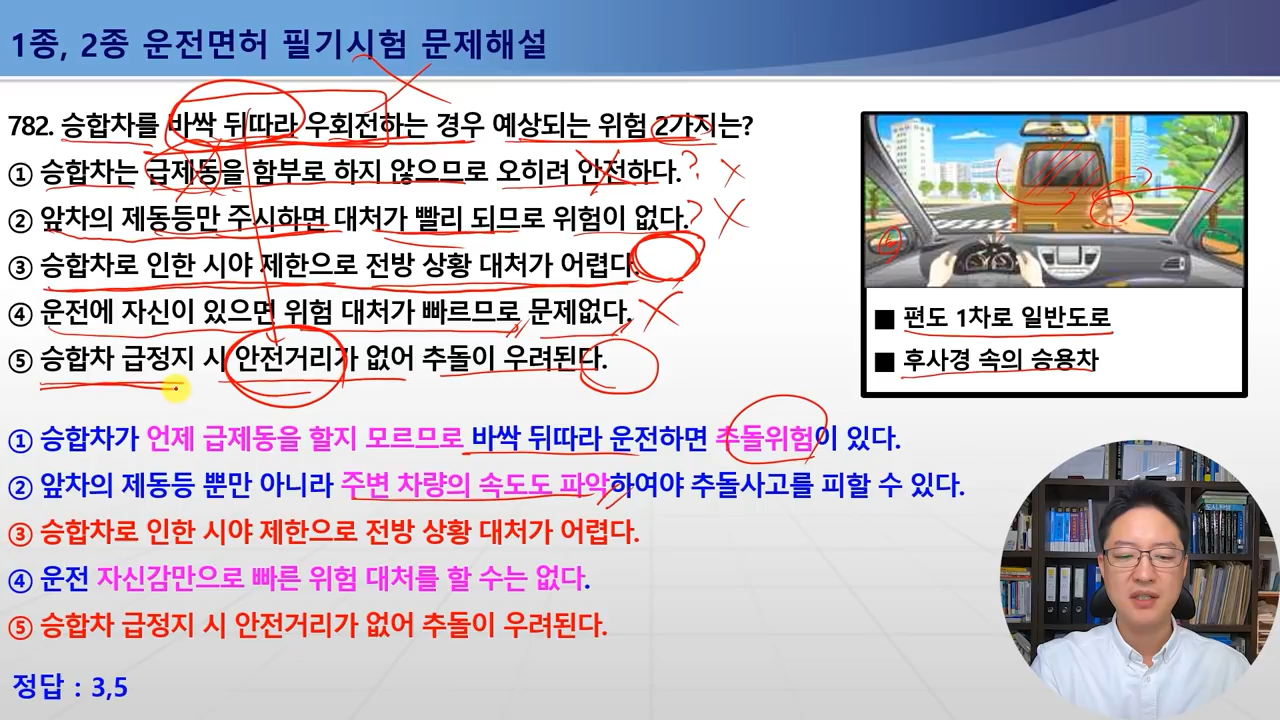 1종, 2종 운전면허 필기시험 문제해설
782. 승합차를 바싹 뒤따라 우회전하는 경우 예상되는 위험 2가지는?
① 승합차는 급제동을 함부로 하지 않으므로 오히려 안전하다.
② 앞차의 제동등만 주시하면 대처가 빨리 되므로 위험이 없다.
③ 승합차로 인한 시야 제한으로 전방 상황 대처가 어렵다.
④ 운전에 자신이 있으면 위험 대처가 빠르므로 문제없다.
⑤ 승합차 급정지 시 안전거리가 없어 추돌이 우려된다.
■ 편도 1차로 일반도로
■ 후사경 속의 승용차
① 승합차가 언제 급제동을 할지 모르므로 바싹 뒤따라 운전하면 추돌위험이 있다.
② 앞차의 제동등 뿐만 아니라 주변 차량의 속도도 파악하여야 추돌사고를 피할 수 있다.
③ 승합차로 인한 시야 제한으로 전방 상황 대처가 어렵다.
④ 운전 자신감만으로 빠른 위험 대처를 할 수는 없다.
⑤ 승합차 급정지 시 안전거리가 없어 추돌이 우려된다.
정답 : 3,5